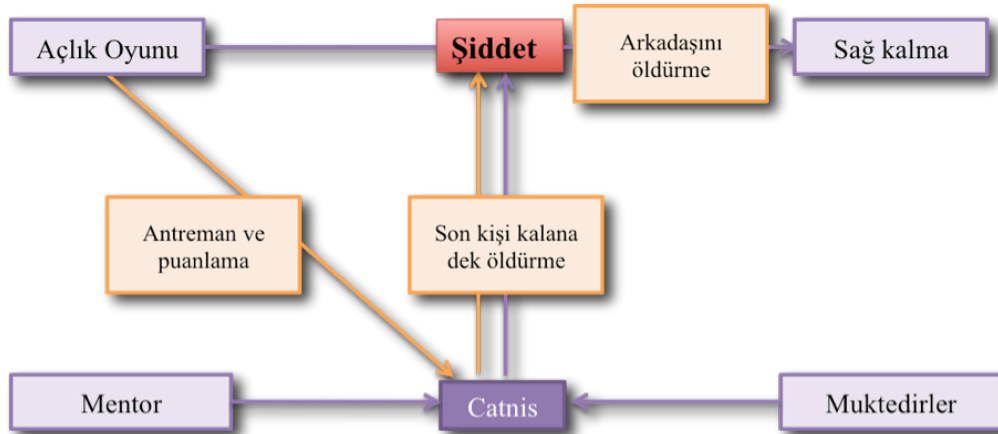 Açlık Oyunu
Şiddet
Arkadaşını
öldürme
Sağ kalma
Antreman ve
puanlama
Son kişi kalana
dek öldürme
Mentor
Catnis
Muktedirler